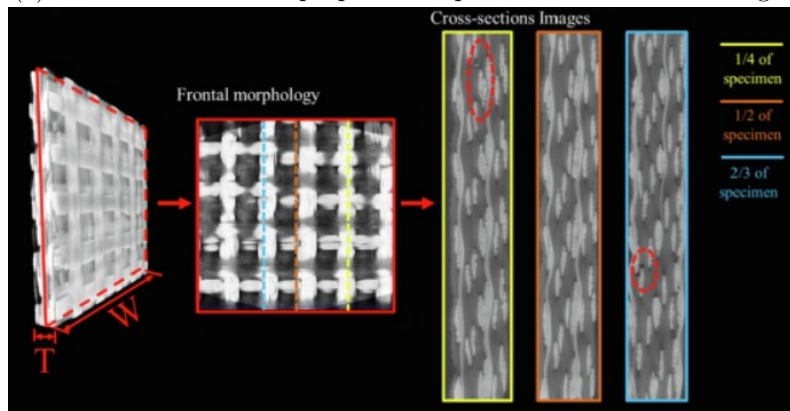 Cross-sections Images
Frontal morphology
1/4 of
specimen
1/2 of
specimen
2/3 of
specimen
W
T